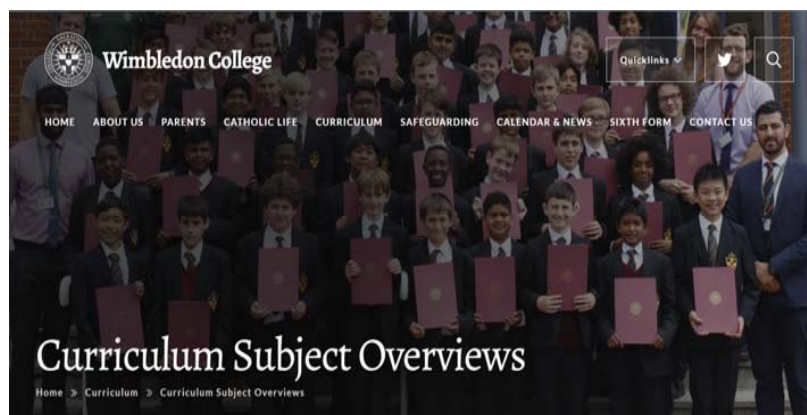 Wimbledon College
Quicklinks
HOME ABOUT US PARENTS CATHOLIC LIFE CURRICULUM SAFEGUARDING CALENDAR & NEWS SIXTH FORM CONTACT US
Curriculum Subject Overviews
Home » Curriculum » Curriculum Subject Overviews